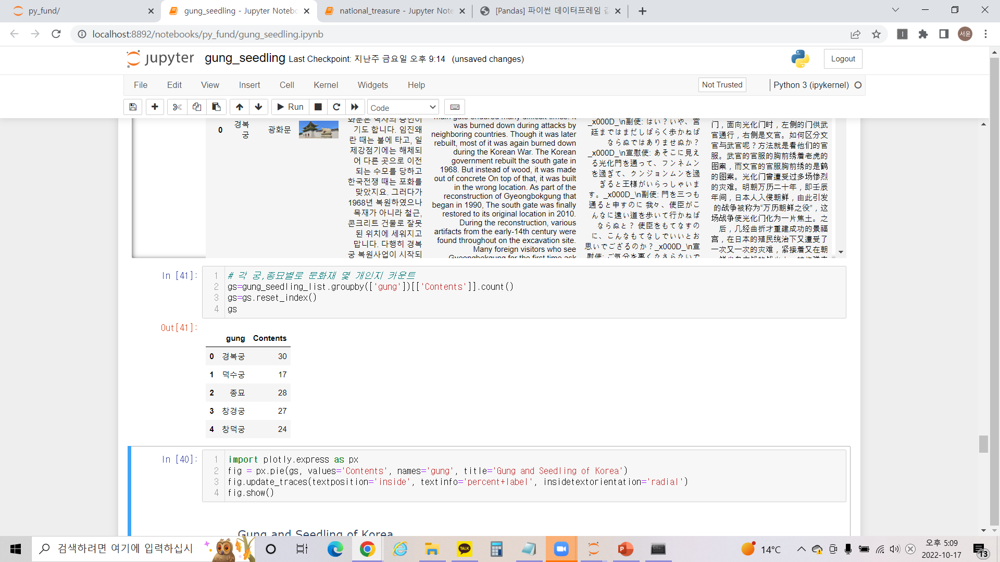 py_fund/
gung_seedling - Jupyter Notebo
national_treasure - Jupyter Note
[Pandas] 파이썬 데이터프레임 
localhost:8892/notebooks/py_fund/gung_seedling.ipynb
서윤
jupyter gung_seedling Last Checkpoint: 지난주 금요일 오후 9:14 (unsaved changes)
Logout
File Edit View Insert Cell Kernel Widgets Help
Not Trusted
Python 3 (ipykernel)
Run
Code
0
경복
궁
광화문
화문은 역사의 증인이
기도 합니다. 임진왜
란 때는 불에 타고, 일
제강점기에는 해체되
어 다른 곳으로 이전
되는 수모를 당하고
한국전쟁 때는 포화를
맞았지요. 그러다가
1968년 복원하였으나
목재가 아니라 철근,
콘크리트 건물로 잘못
된 위치에 세워지고
맙니다. 다행히 경복
궁 복원사업이 시작되
main gate endured many difficult times. It
was burned down during attacks by
neighboring countries. Though it was later
rebuilt, most of it was again burned down
during the Korean War. The Korean
government rebuilt the south gate in
1968. But instead of wood, it was made
out of concrete On top of that, it was built
in the wrong location. As part of the
reconstruction of Gyeongbokgung that
began in 1990, The south gate was finally
restored to its original location in 2010.
During the reconstruction, various
artifacts from the early-14th century were
found throughout on the excavation site.
Many foreign visitors who see
Gyeongbokgung for the first time ask
_x000D_\n副使: はい？いや、宮
廷まではまだしばらく歩かねば
ならぬではありませぬか？
_x000D_\n宣慰使: あそこに見え
る光化門を通って、フンネムン
を過ぎて、クンジョンムンを過
ぎると王様がいらっしゃいま
す。_x000D_\n副使: 門を三つも
通ると申すのに 我々、使臣がこ
んなに遠い道を歩いて行かねば
ならぬと？ 使臣をもてなすの
に、こんなもてなしでいいとお
思いでござるのか？_x000D_\n宣
慰使: ご気分を悪くなさらないで
门，面向光化门时，左侧的门供武
官通行，右侧是文官。如何区分文
官与武官呢？方法就是看他们的官
服。武官的官服的胸前绣着老虎的
图案，而文官的官服胸前绣的是鹤
的图案。光化门曾遭受过多场惨烈
的灾难。明朝万历二十年，即壬辰
年间，日本人入侵朝鲜，由此引发
的战争被称为“万历朝鲜之役”，这
场战争使光化门化为一片焦土。之
后，几经曲折才重建成功的景福
宫，在日本的殖民统治下又遭受了
一次又一次的灾难，紧接着又在朝
In [41]:
1 # 각 궁,종묘별로 문화재 몇 개인지 카운트
2 gs=gung_seedling_list.groupby(['gung'])[['Contents']].count()
3 gs=gs.reset_index()
4 gs
Out[41]:
gung Contents
0 경복궁 30
1 덕수궁 17
2 종묘 28
3 창경궁 27
4 창덕궁 24
In [40]:
1 import plotly.express as px
2 fig = px.pie(gs, values='Contents', names='gung', title='Gung and Seedling of Korea')
3 fig.update_traces(textposition='inside', textinfo='percent+label', insidetextorientation='radial')
4 fig.show()
Gung and Seedling of Korea
검색하려면 여기에 입력하십시
TALK
14°C
오후 5:09
2022-10-17
13